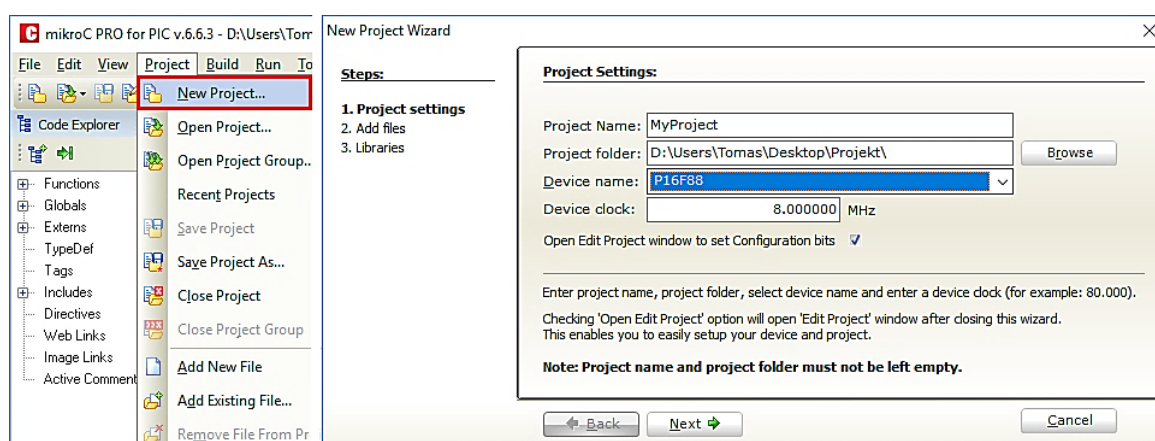 mikroC PRO for PIC v.6.6.3 - D:\Users\Tom
File Edit View Project Build Run To
New Project...
Code Explorer
Open Project...
Open Project Group..
Functions
Recent Projects
Globals
Externs
Save Project
TypeDef
Save Project As...
Tags
Includes
Close Project
Directives
Close Project Group
Web Links
Image Links
Add New File
Active Comment
Add Existing File...
Remove File From Pr
New Project Wizard
Steps:
1. Project settings
2. Add files
3. Libraries
Project Settings:
Project Name: MyProject
Project folder: D:\Users\Tomas\Desktop\Projekt\ Browse
Device name: P16F88
Device clock: 8.000000 MHz
Open Edit Project window to set Configuration bits
Enter project name, project folder, select device name and enter a device clock (for example: 80.000).
Checking 'Open Edit Project' option will open 'Edit Project' window after closing this wizard.
This enables you to easily setup your device and project.
Note: Project name and project folder must not be left empty.
Back Next Cancel